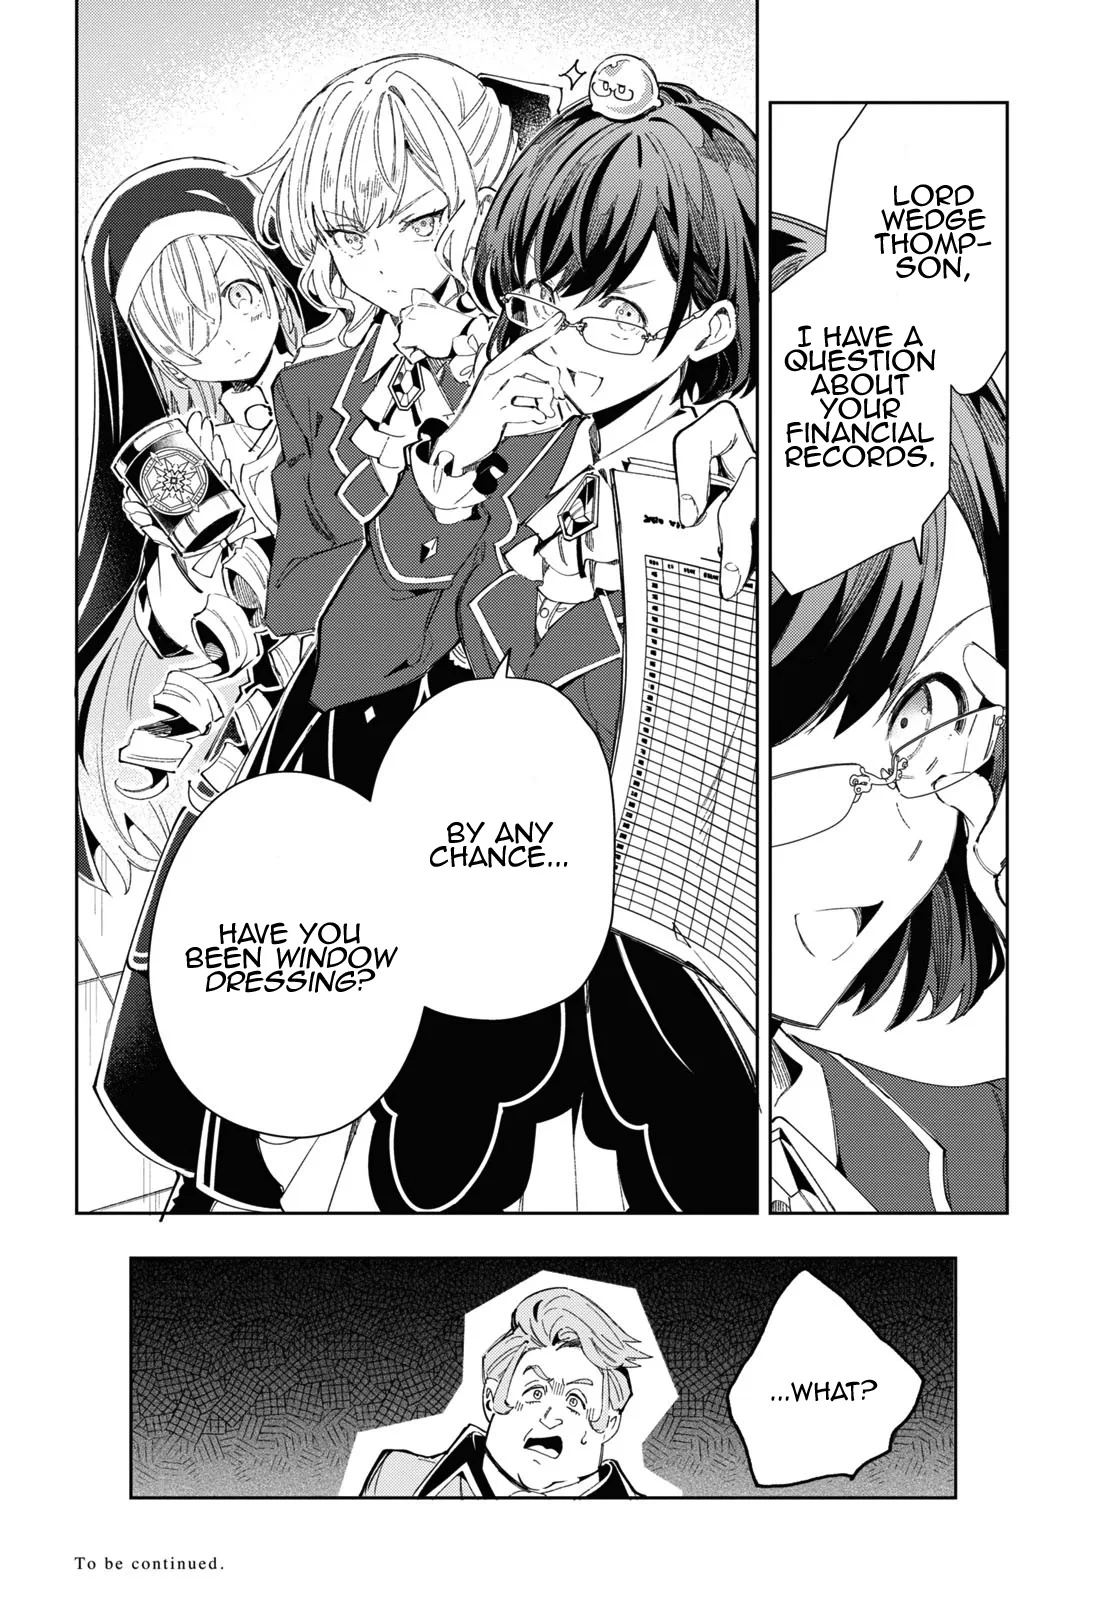 LORD
WEDGE
THOMP-
SON,
I HAVE A
QUESTION
ABOUT
YOUR
FINANCIAL
RECORDS.
BY ANY
CHANCE...
HAVE YOU
BEEN WINDOW
DRESSING?
...WHAT?
To be continued.